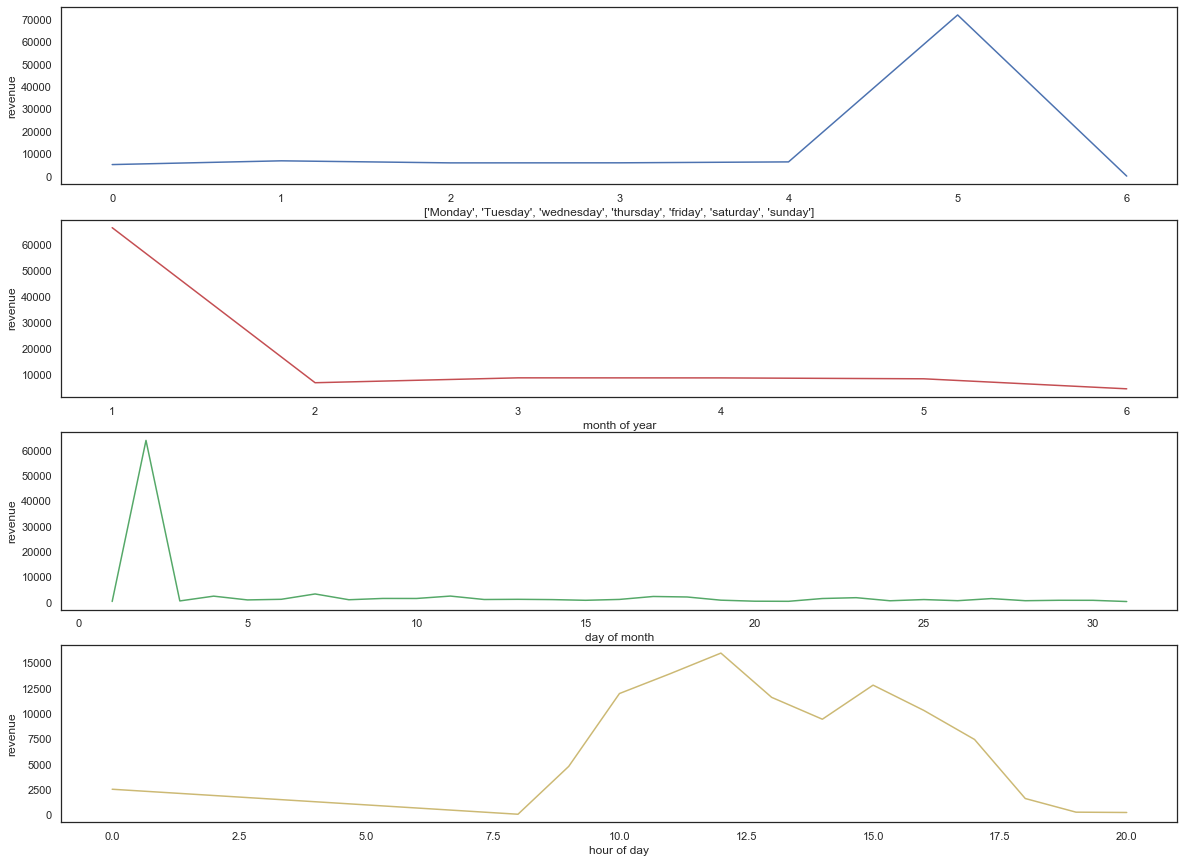 70000
60000
50000
40000
30000
20000
10000
0
revenue
0 1 2 3 4 5 6
['Monday', 'Tuesday', 'wednesday', 'thursday', 'friday', 'saturday', 'sunday']
60000
50000
40000
30000
20000
10000
revenue
1 2 3 4 5 6
month of year
60000
50000
40000
30000
20000
10000
0
revenue
0 5 10 15 20 25 30
day of month
15000
12500
10000
7500
5000
2500
0
revenue
0.0 2.5 5.0 7.5 10.0 12.5 15.0 17.5 20.0
hour of day